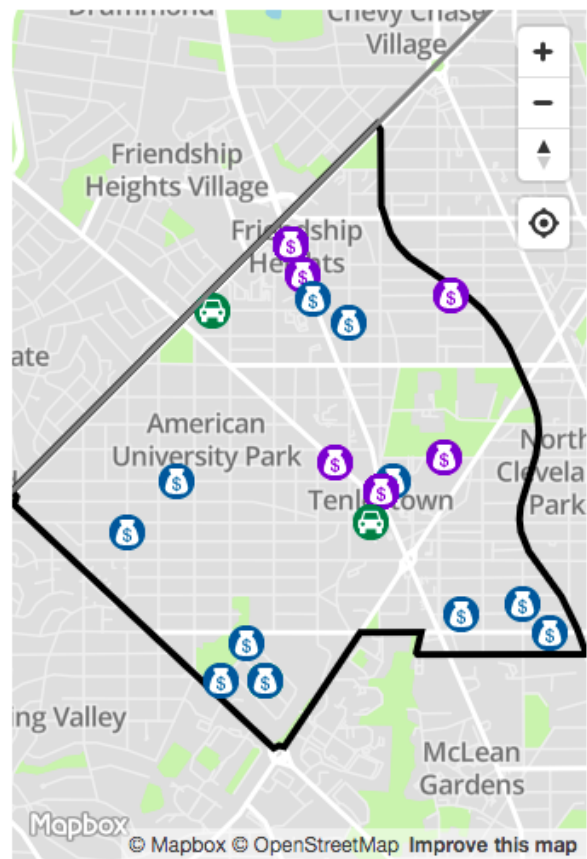 Drummond
Chevy Chase
Village
+
−
Friendship
Heights Village
Friendship
Heights
ate
American
University Park
North
Clevela
Park
Tenleytown
ing Valley
McLean
Gardens
Mapbox
© Mapbox © OpenStreetMap Improve this map